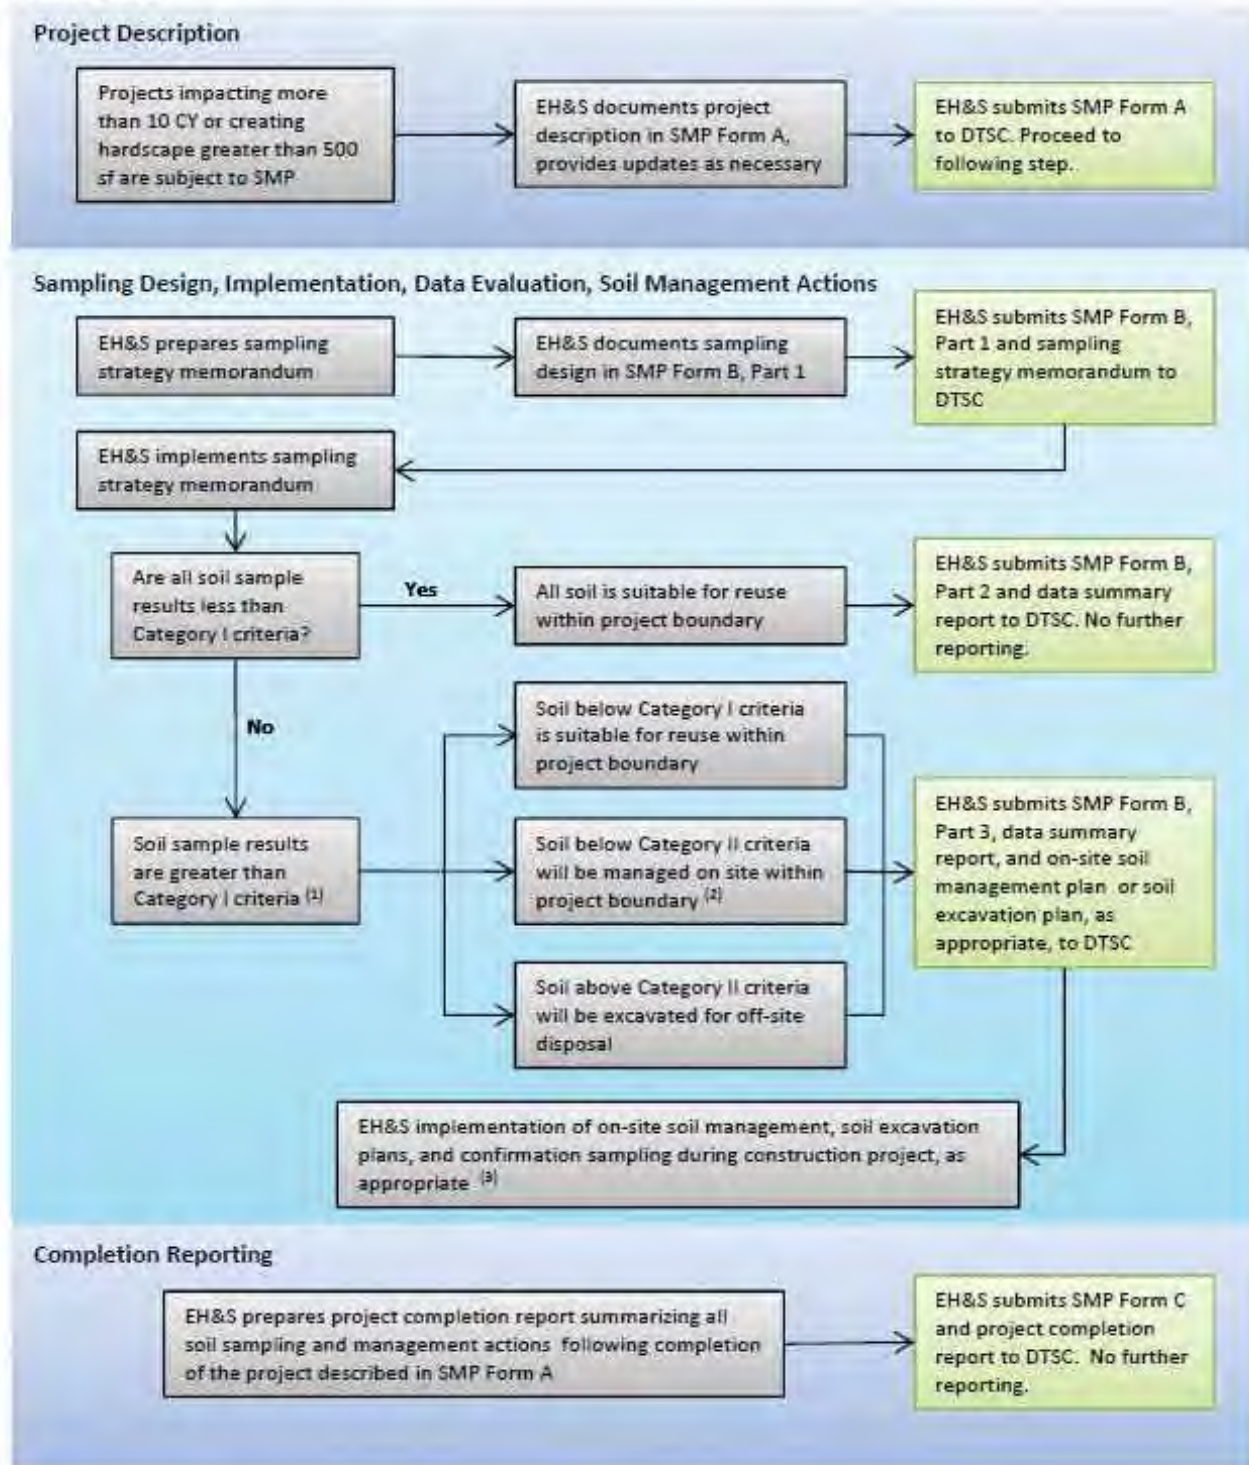 Project Description
Projects impacting more
than 10 CY or creating
hardscape greater than 500
sf are subject to SMP
EH&S documents project
description in SMP Form A,
provides updates as necessary
EH&S submits SMP Form A
to DTSC. Proceed to
following step.
Sampling Design, Implementation, Data Evaluation, Soil Management Actions
EH&S prepares sampling
strategy memorandum
EH&S documents sampling
design in SMP Form B, Part 1
EH&S submits SMP Form B,
Part 1 and sampling
strategy memorandum to
DTSC
EH&S implements sampling
strategy memorandum
Are all soil sample
results less than
Category I criteria?
Yes
All soil is suitable for reuse
within project boundary
EH&S submits SMP Form B,
Part 2 and data summary
report to DTSC. No further
reporting.
No
Soil sample results
are greater than
Category I criteria (1)
Soil below Category I criteria
is suitable for reuse within
project boundary
Soil below Category II criteria
will be managed on site within
project boundary (2)
Soil above Category II criteria
will be excavated for off-site
disposal
EH&S submits SMP Form B,
Part 3, data summary
report, and on-site soil
management plan or soil
excavation plan, as
appropriate, to DTSC
EH&S implementation of on-site soil management, soil excavation
plans, and confirmation sampling during construction project, as
appropriate (3)
Completion Reporting
EH&S prepares project completion report summarizing all
soil sampling and management actions following completion
of the project described in SMP Form A
EH&S submits SMP Form C
and project completion
report to DTSC. No further
reporting.